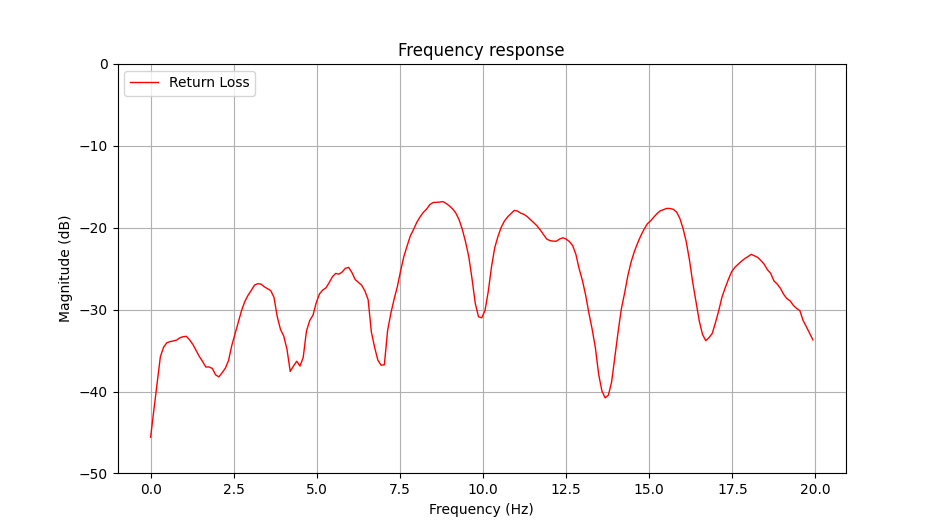 Frequency response
Return Loss
0
−10
−20
−30
−40
−50
Magnitude (dB)
0.0 2.5 5.0 7.5 10.0 12.5 15.0 17.5 20.0
Frequency (Hz)